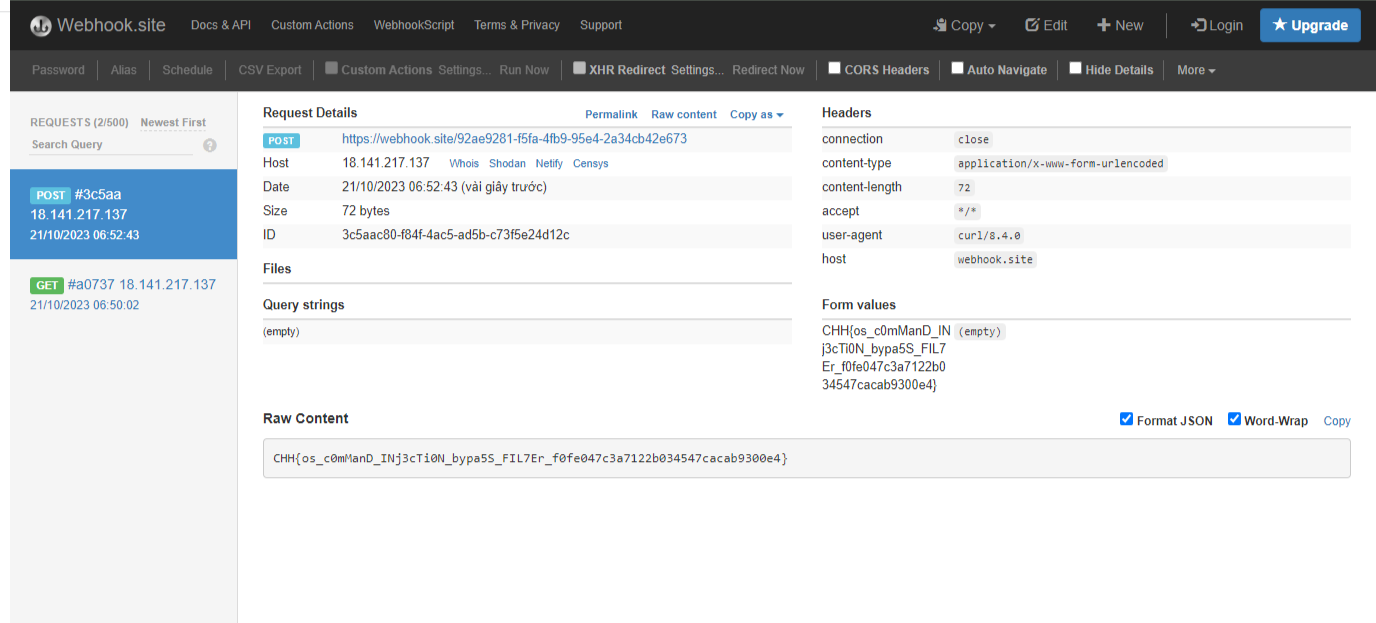 Webhook.site Docs & API Custom Actions WebhookScript Terms & Privacy Support Copy Edit New Login Upgrade
Password Alias Schedule CSV Export Custom Actions Settings... Run Now XHR Redirect Settings... Redirect Now CORS Headers Auto Navigate Hide Details More
REQUESTS (2/500) Newest First
Search Query
POST #3c5aa
18.141.217.137
21/10/2023 06:52:43
GET #a0737 18.141.217.137
21/10/2023 06:50:02
Request Details Permalink Raw content Copy as
POST https://webhook.site/92ae9281-f5fa-4fb9-95e4-2a34cb42e673
Host 18.141.217.137 Whois Shodan Netify Censys
Date 21/10/2023 06:52:43 (vài giây trước)
Size 72 bytes
ID 3c5aac80-f84f-4ac5-ad5b-c73f5e24d12c
Files
Query strings
(empty)
Headers
connection close
content-type application/x-www-form-urlencoded
content-length 72
accept */*
user-agent curl/8.4.0
host webhook.site
Form values
CHH{os_c0mManD_IN (empty)
j3cTi0N_bypa5S_FIL7
Er_f0fe047c3a7122b0
34547cacab9300e4}
Raw Content Format JSON Word-Wrap Copy
CHH{os_c0mManD_INj3cTi0N_bypa5S_FIL7Er_f0fe047c3a7122b034547cacab9300e4}